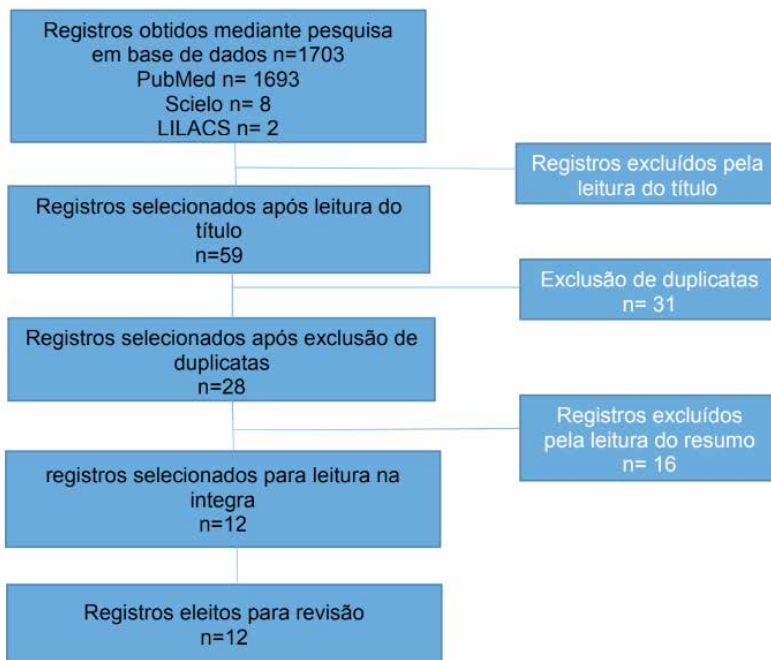 Registros obtidos mediante pesquisa
em base de dados n=1703
PubMed n= 1693
Scielo n= 8
LILACS n= 2
Registros excluídos pela
leitura do título
Registros selecionados após leitura do
título
n=59
Exclusão de duplicatas
n= 31
Registros selecionados após exclusão de
duplicatas
n=28
Registros excluídos
pela leitura do resumo
n= 16
registros selecionados para leitura na
integra
n=12
Registros eleitos para revisão
n=12